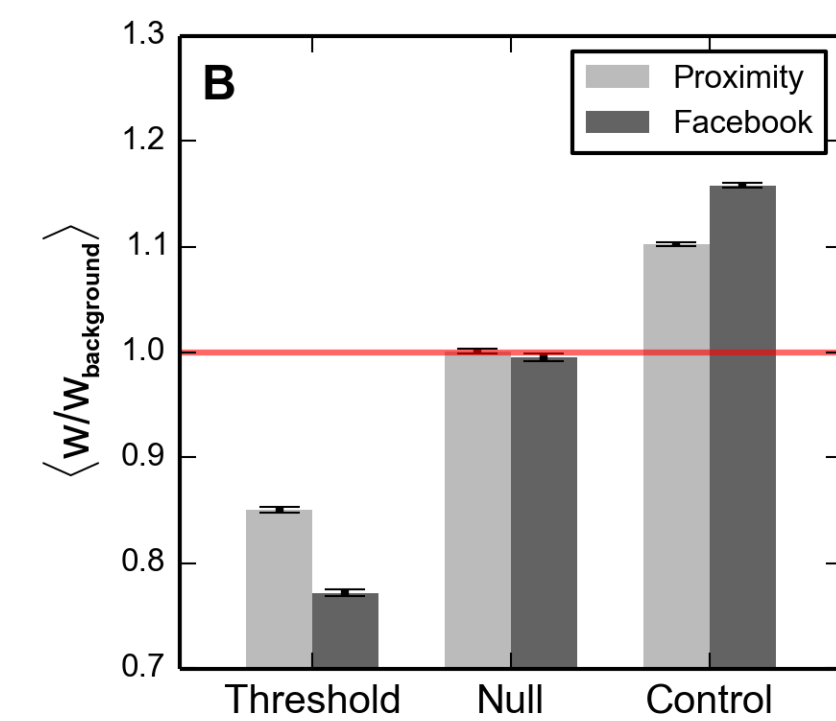 B
Proximity
Facebook
⟨w/w_background⟩
1.3
1.2
1.1
1.0
0.9
0.8
0.7
Threshold Null Control